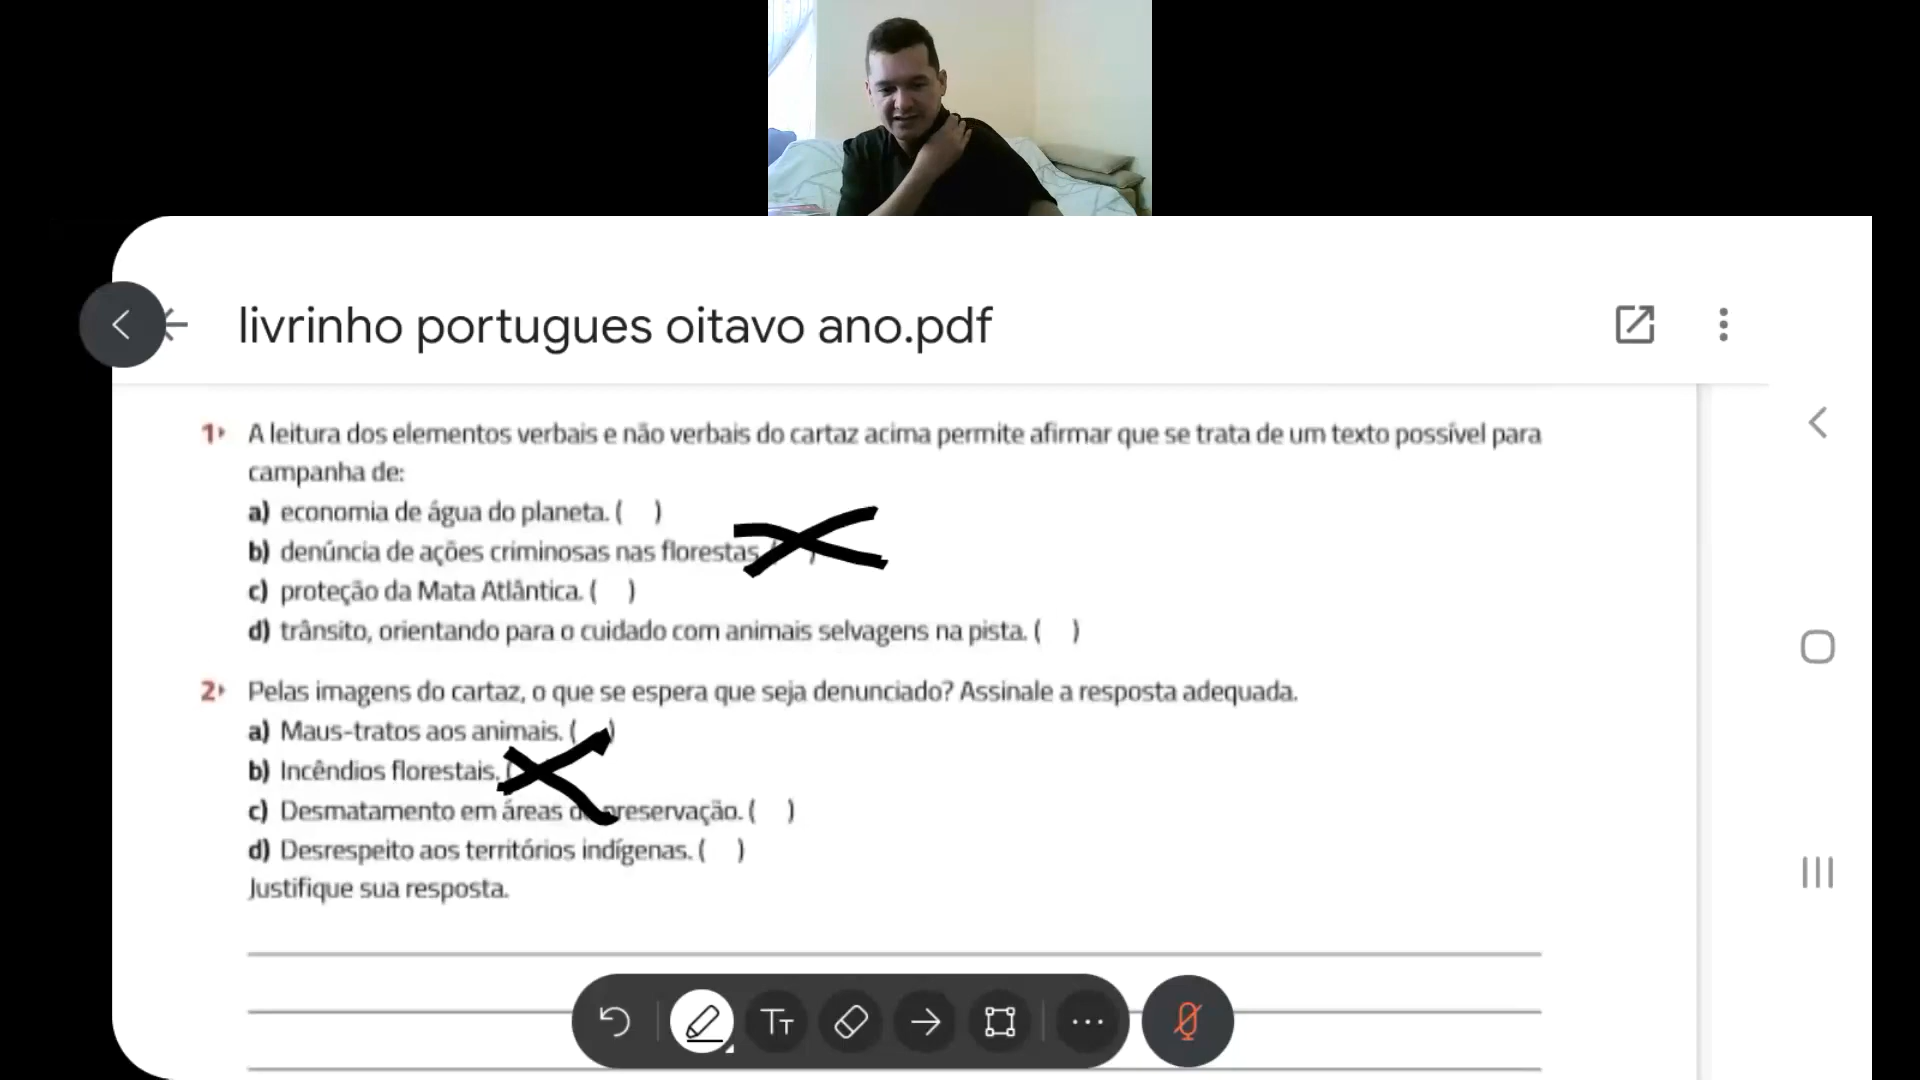 livrinho portugues oitavo ano.pdf
1 A leitura dos elementos verbais e não verbais do cartaz acima permite afirmar que se trata de um texto possível para
campanha de:
a) economia de água do planeta. ( )
b) denúncia de ações criminosas nas florestas
c) proteção da Mata Atlântica. ( )
d) trânsito, orientando para o cuidado com animais selvagens na pista. ( )
2 Pelas imagens do cartaz, o que se espera que seja denunciado? Assinale a resposta adequada.
a) Maus-tratos aos animais. ( )
b) Incêndios florestais. (
c) Desmatamento em áreas de preservação. ( )
d) Desrespeito aos territórios indígenas. ( )
Justifique sua resposta.
TT